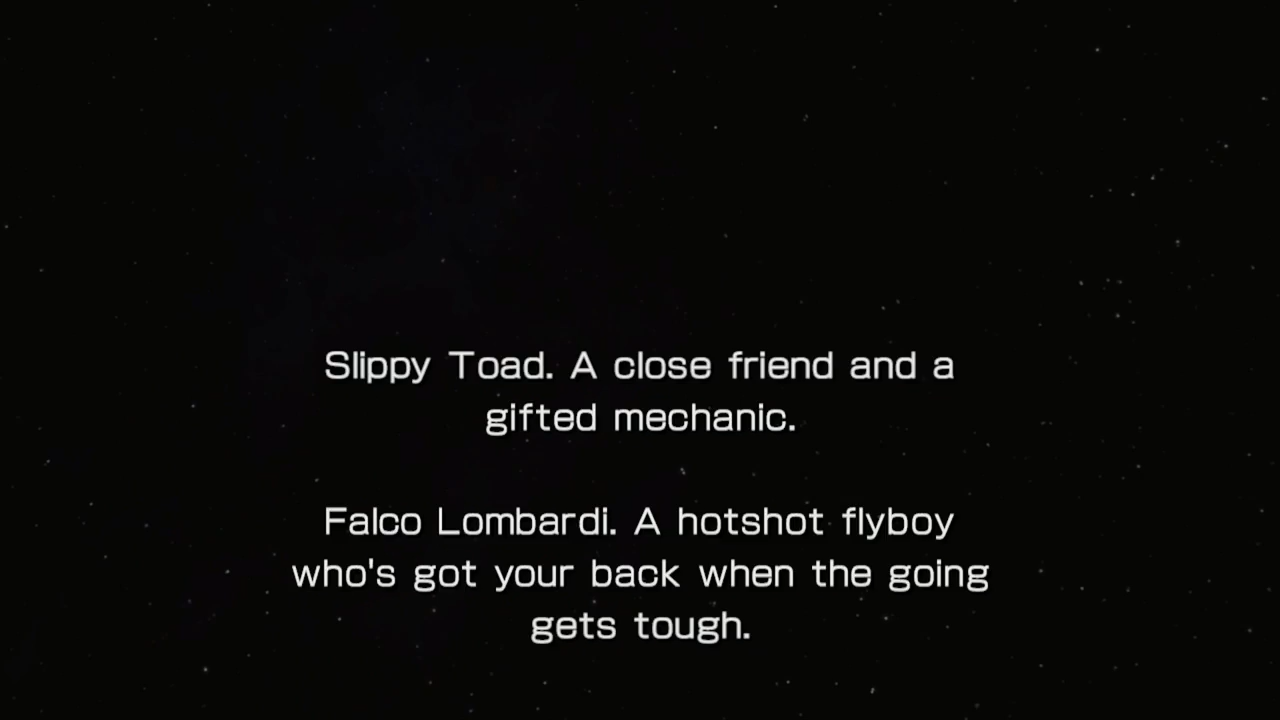 Slippy Toad. A close friend and a
gifted mechanic.
Falco Lombardi. A hotshot flyboy
who's got your back when the going
gets tough.